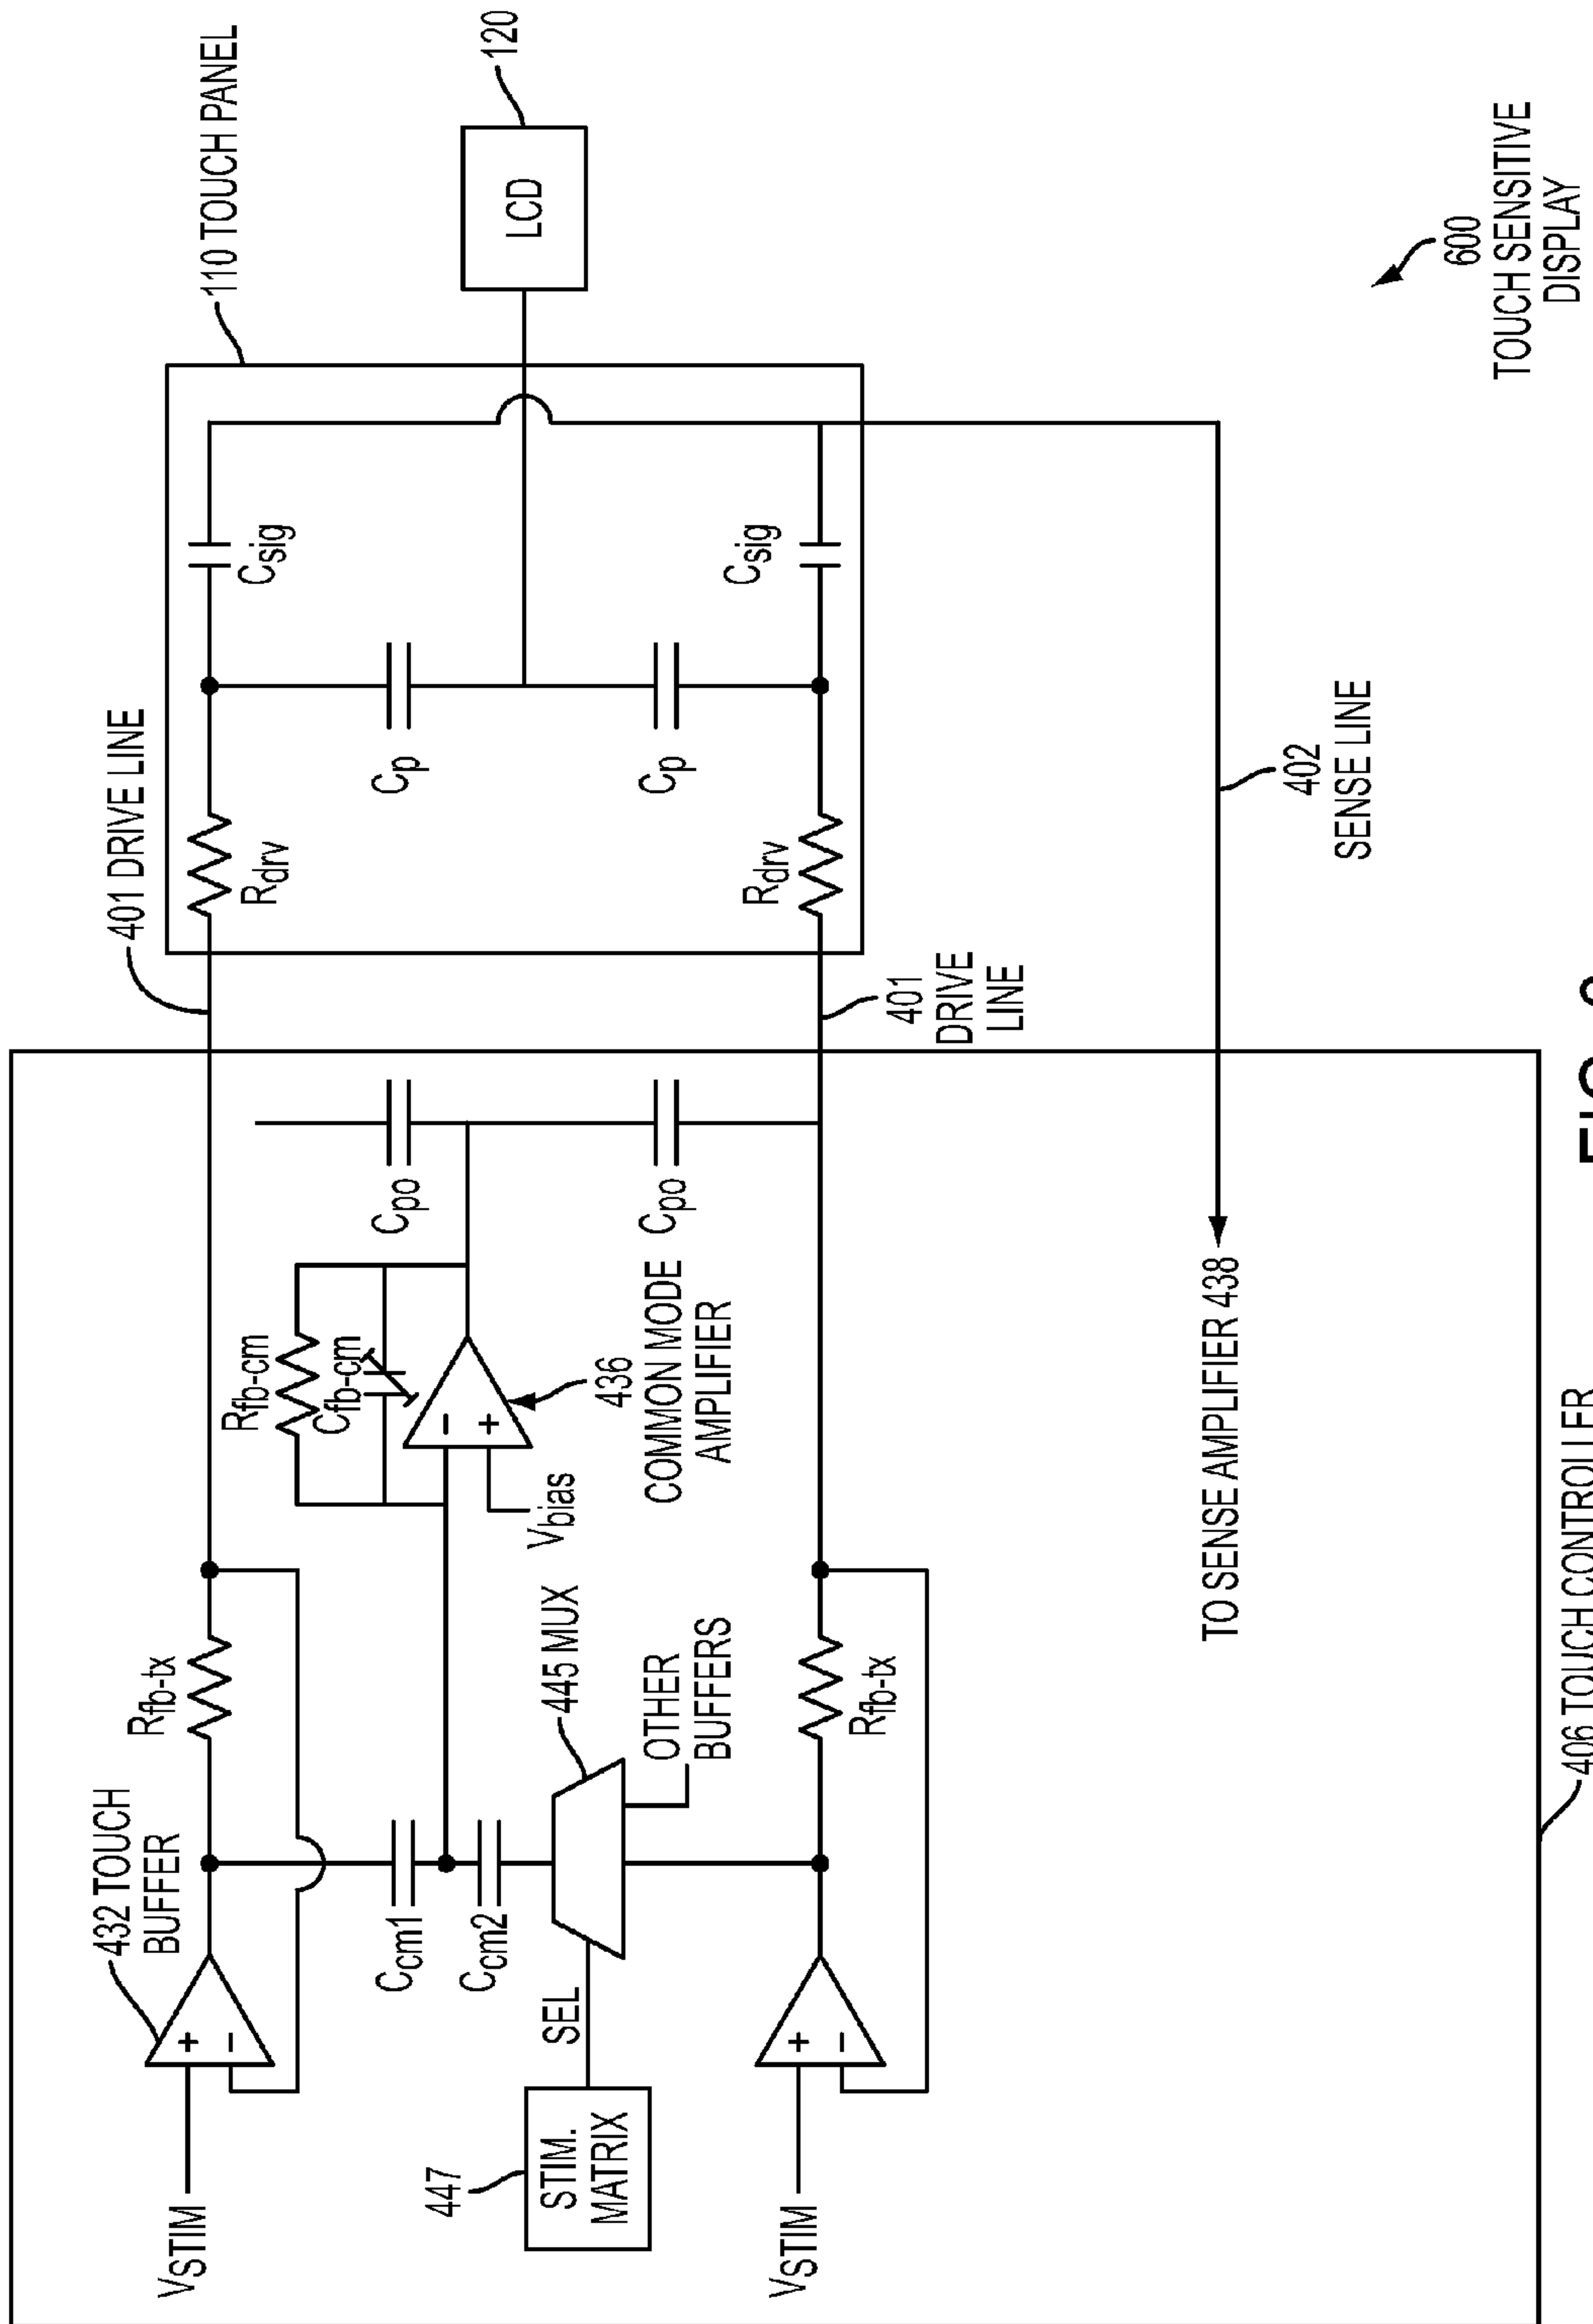 110 TOUCH PANEL
120
LCD
600
TOUCH SENSITIVE
DISPLAY
401 DRIVE LINE
Rdrv
Cp
Csig
Cp
Csig
Rdrv
401
DRIVE
LINE
402
SENSE LINE
432 TOUCH
BUFFER
+
−
VSTIM
Rfb-tx
Rfb-cm
Cfb-cm
−
+
Vbias
436
COMMON MODE
AMPLIFIER
Cpo
Cpo
Ccm1
Ccm2
445 MUX
OTHER
BUFFERS
SEL
447
STIM.
MATRIX
VSTIM
+
−
Rfb-tx
TO SENSE AMPLIFIER 438
406 TOUCH CONTROLLER